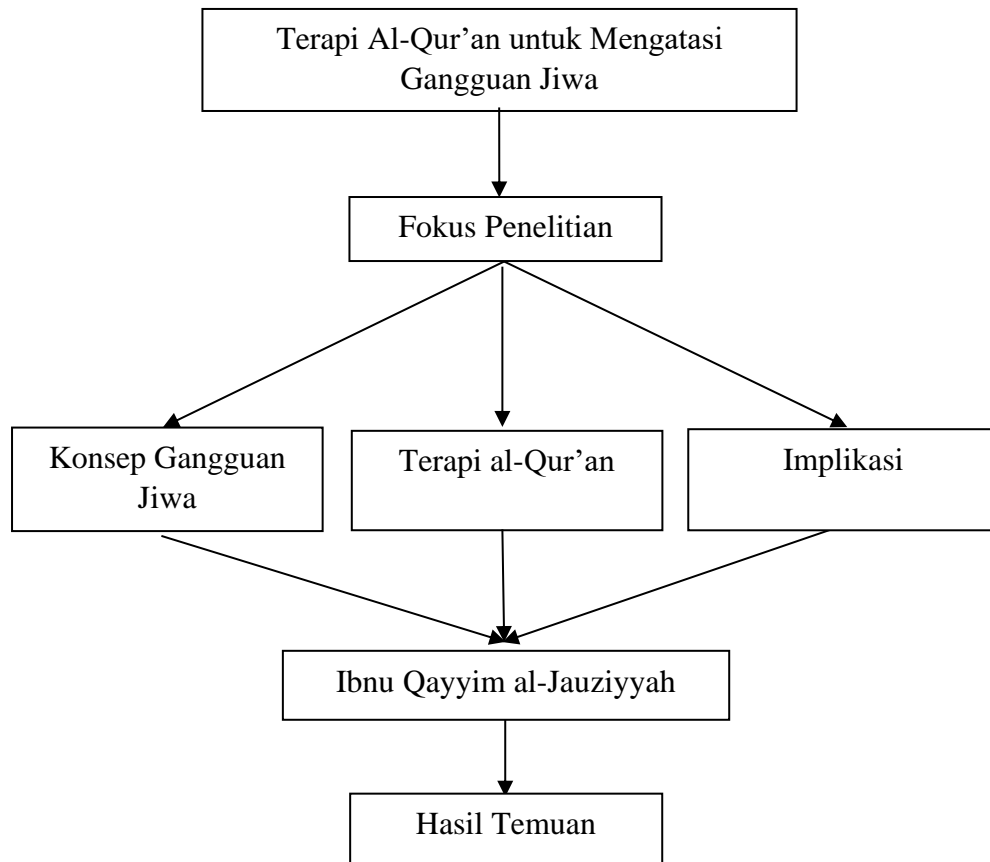 Terapi Al-Qur’an untuk Mengatasi
Gangguan Jiwa
Fokus Penelitian
Konsep Gangguan
Jiwa
Terapi al-Qur’an
Implikasi
Ibnu Qayyim al-Jauziyyah
Hasil Temuan